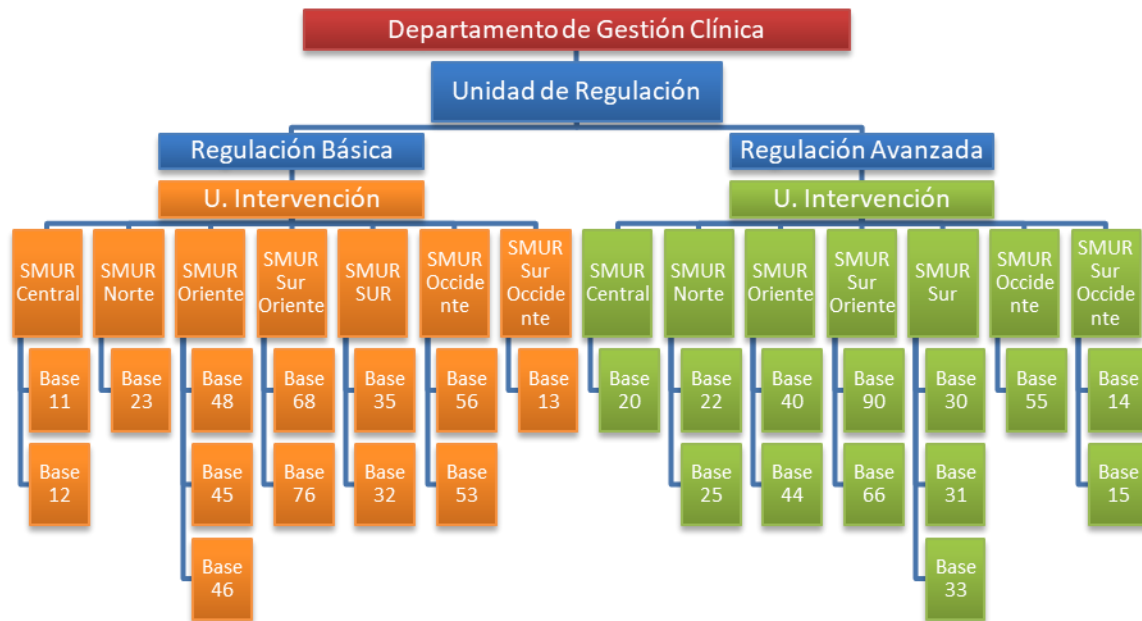 Departamento de Gestión Clínica
Unidad de Regulación
Regulación Básica
Regulación Avanzada
U. Intervención
U. Intervención
SMUR
Central
SMUR
Norte
SMUR
Oriente
SMUR
Sur
Oriente
SMUR
SUR
SMUR
Occide
nte
SMUR
Sur
Occide
nte
SMUR
Central
SMUR
Norte
SMUR
Oriente
SMUR
Sur
Oriente
SMUR
Sur
SMUR
Occide
nte
SMUR
Sur
Occide
nte
Base
11
Base
23
Base
48
Base
68
Base
35
Base
56
Base
13
Base
20
Base
22
Base
40
Base
90
Base
30
Base
55
Base
14
Base
12
Base
45
Base
76
Base
32
Base
53
Base
25
Base
44
Base
66
Base
31
Base
15
Base
46
Base
33